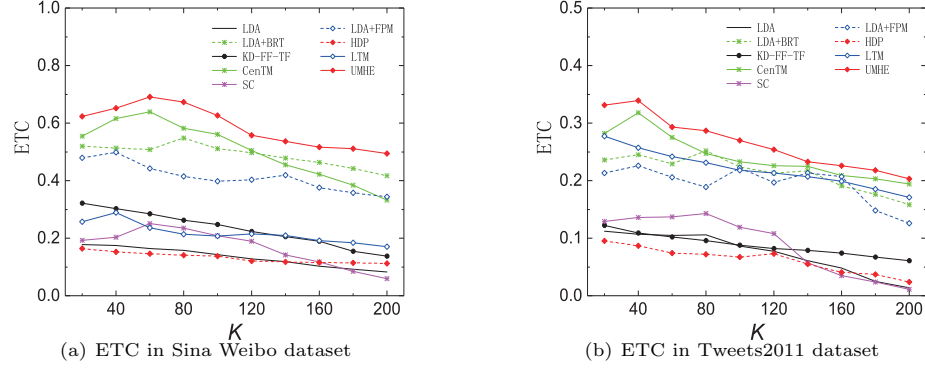 1.0
0.8
0.6
0.4
0.2
0.0
ETC
LDA
LDA+BRT
KD-FF-TF
CenTM
SC
LDA+FPM
HDP
LTM
UMHE
40 80 120 160 200
K
(a) ETC in Sina Weibo dataset
0.5
0.4
0.3
0.2
0.1
0.0
ETC
LDA
LDA+BRT
KD-FF-TF
CenTM
SC
LDA+FPM
HDP
LTM
UMHE
40 80 120 160 200
K
(b) ETC in Tweets2011 dataset